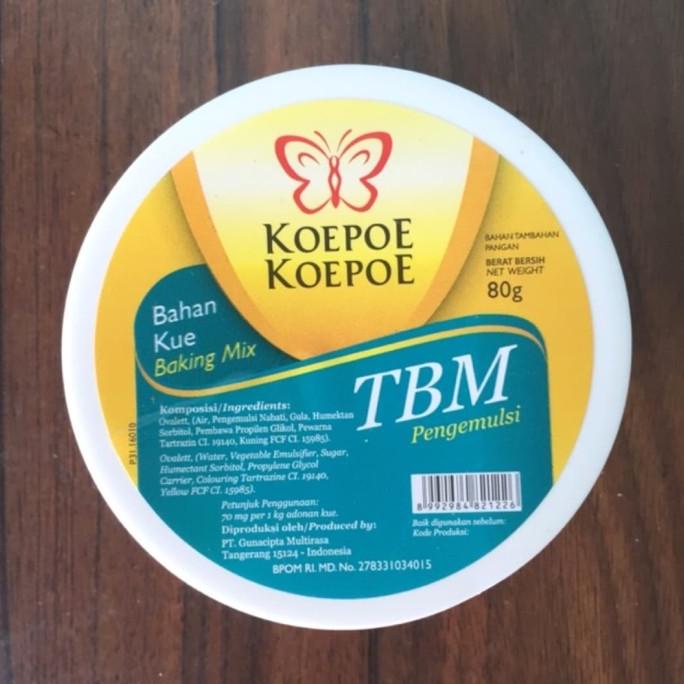 KOEPOE
KOEPOE
BAHAN TAMBAHAN
PANGAN
BERAT BERSIH
NET WEIGHT
80g
Bahan
Kue
Baking Mix
TBM
Pengemulsi
Komposisi/Ingredients:
Ovalett, (Air, Pengemulsi Nabati, Gula, Humektan
Sorbitol, Pembawa Propilen Glikol, Pewarna
Tartrazin CI. 19140, Kuning FCF CI. 15985).
Ovalett, (Water, Vegetable Emulsifier, Sugar,
Humectant Sorbitol, Propylene Glycol
Carrier, Colouring Tartrazine CI. 19140,
Yellow FCF CI. 15985).
Petunjuk Penggunaan:
70 mg per 1 kg adonan kue.
Diproduksi oleh/Produced by:
PT. Gunacipta Multirasa
Tangerang 15124 - Indonesia
BPOM RI. MD. No. 278331034015
8 992984 821226
Baik digunakan sebelum:
Kode Produksi:
P31 16010